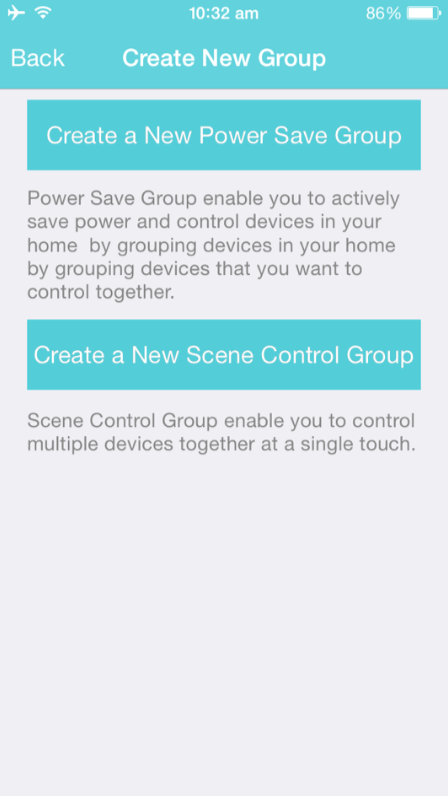 10:32 am
86%
Back
Create New Group
Create a New Power Save Group
Power Save Group enable you to actively
save power and control devices in your
home  by grouping devices in your home
by grouping devices that you want to
control together.
Create a New Scene Control Group
Scene Control Group enable you to control
multiple devices together at a single touch.